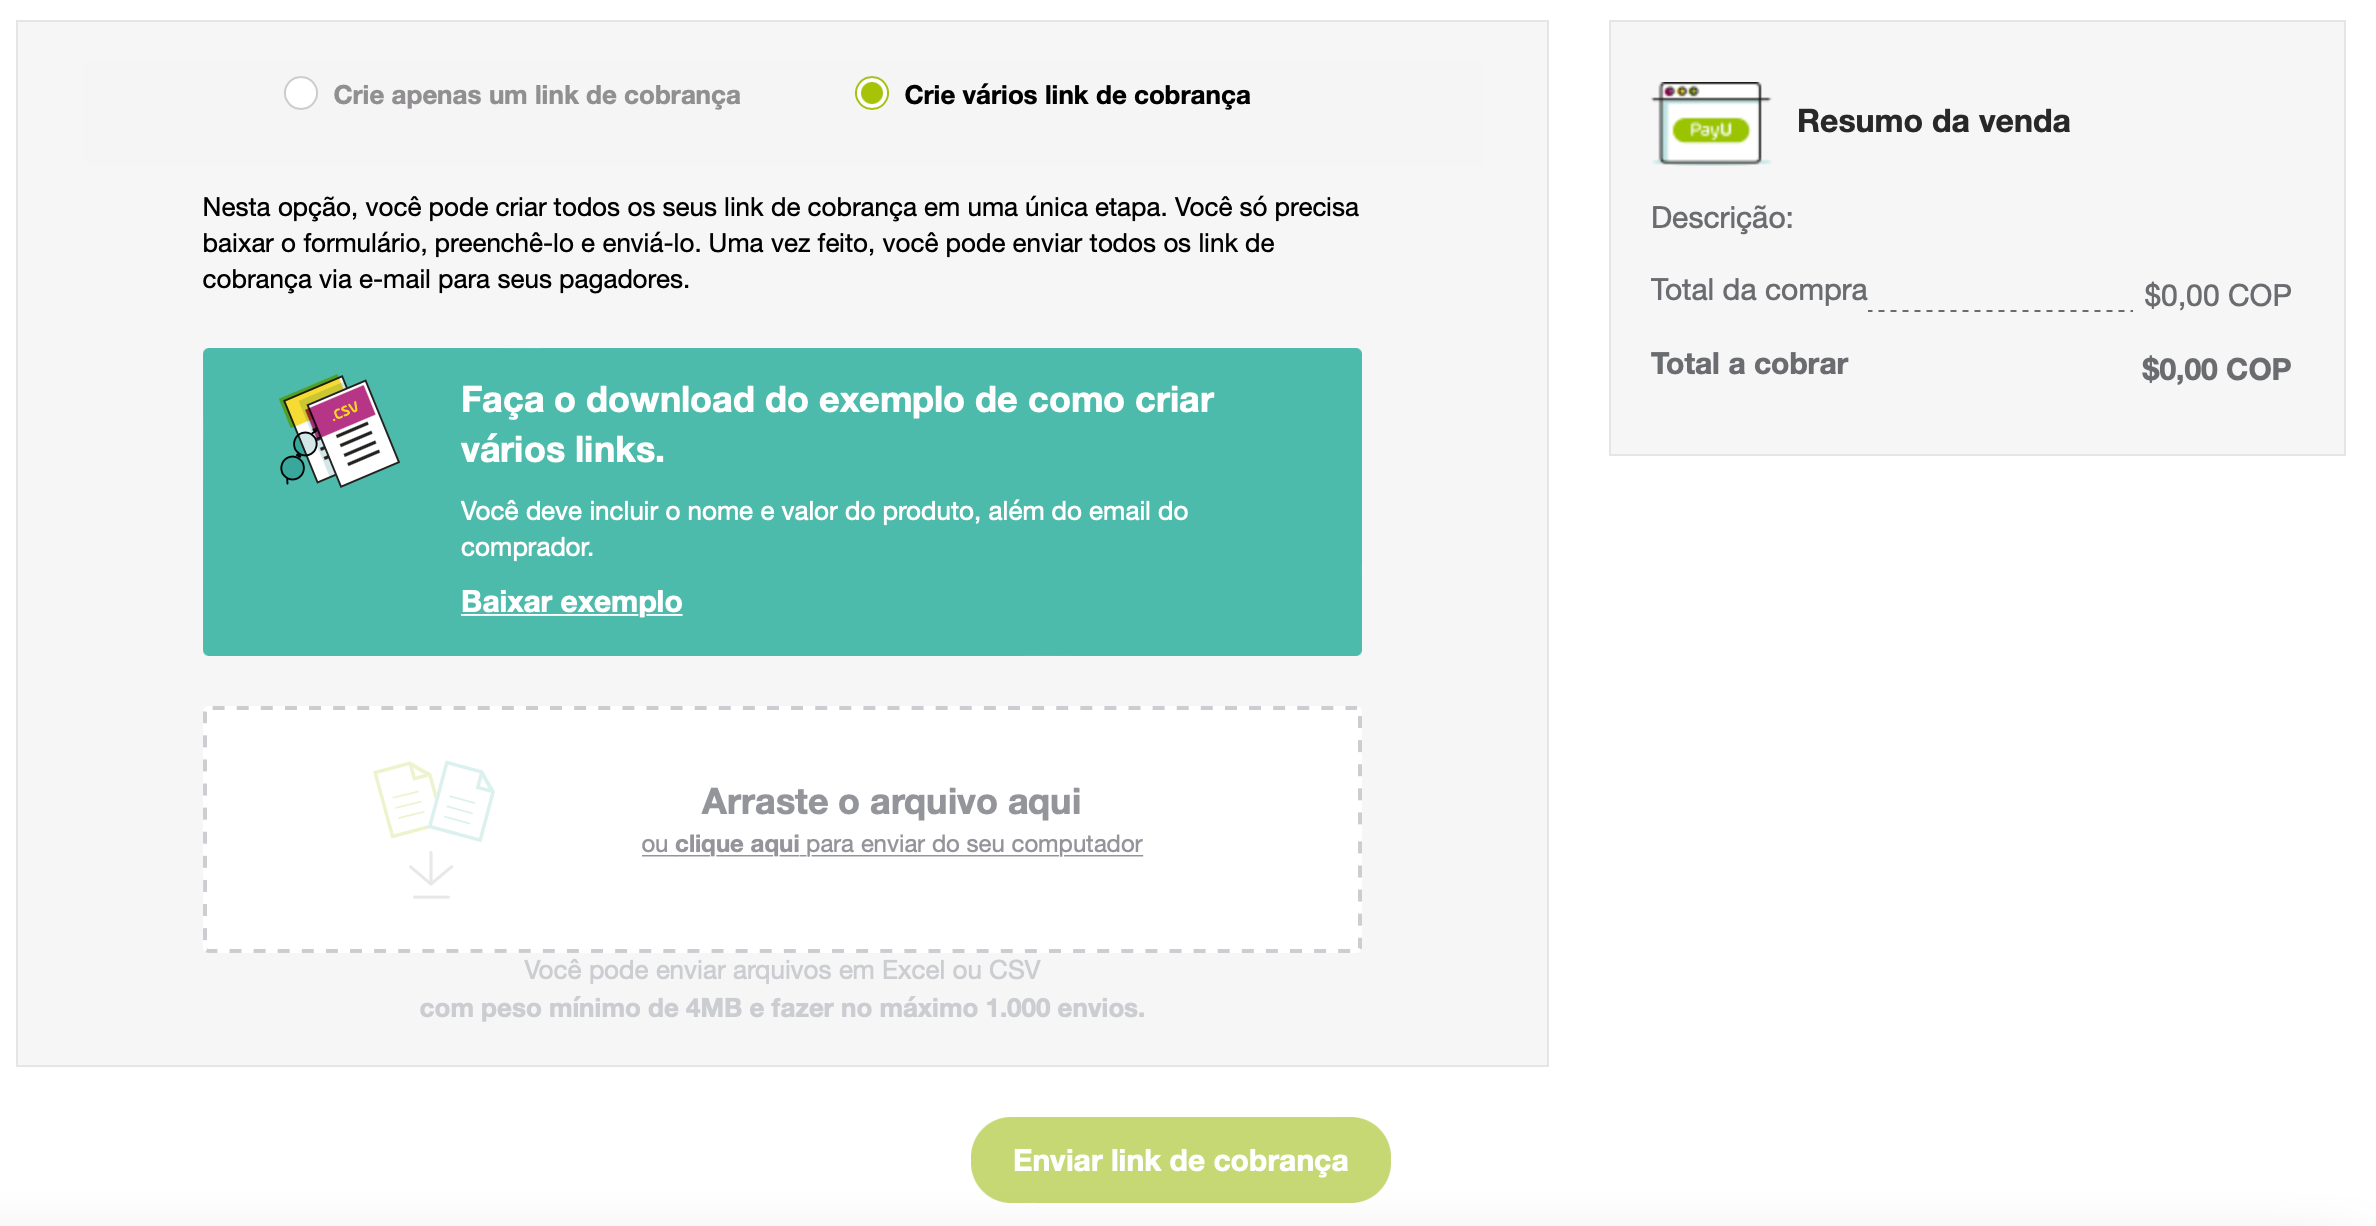 Crie apenas um link de cobrança
Crie vários link de cobrança
Nesta opção, você pode criar todos os seus link de cobrança em uma única etapa. Você só precisa
baixar o formulário, preenchê-lo e enviá-lo. Uma vez feito, você pode enviar todos os link de
cobrança via e-mail para seus pagadores.
.CSV
Faça o download do exemplo de como criar
vários links.
Você deve incluir o nome e valor do produto, além do email do
comprador.
Baixar exemplo
Arraste o arquivo aqui
ou clique aqui para enviar do seu computador
Você pode enviar arquivos em Excel ou CSV
com peso mínimo de 4MB e fazer no máximo 1.000 envios.
Enviar link de cobrança
PayU
Resumo da venda
Descrição:
Total da compra $0,00 COP
Total a cobrar $0,00 COP